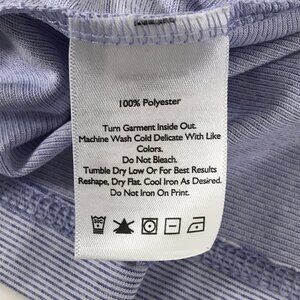 100% Polyester
Turn Garment Inside Out.
Machine Wash Cold Delicate With Like
Colors.
Do Not Bleach.
Tumble Dry Low Or For Best Results
Reshape, Dry Flat. Cool Iron As Desired.
Do Not Iron On Print.